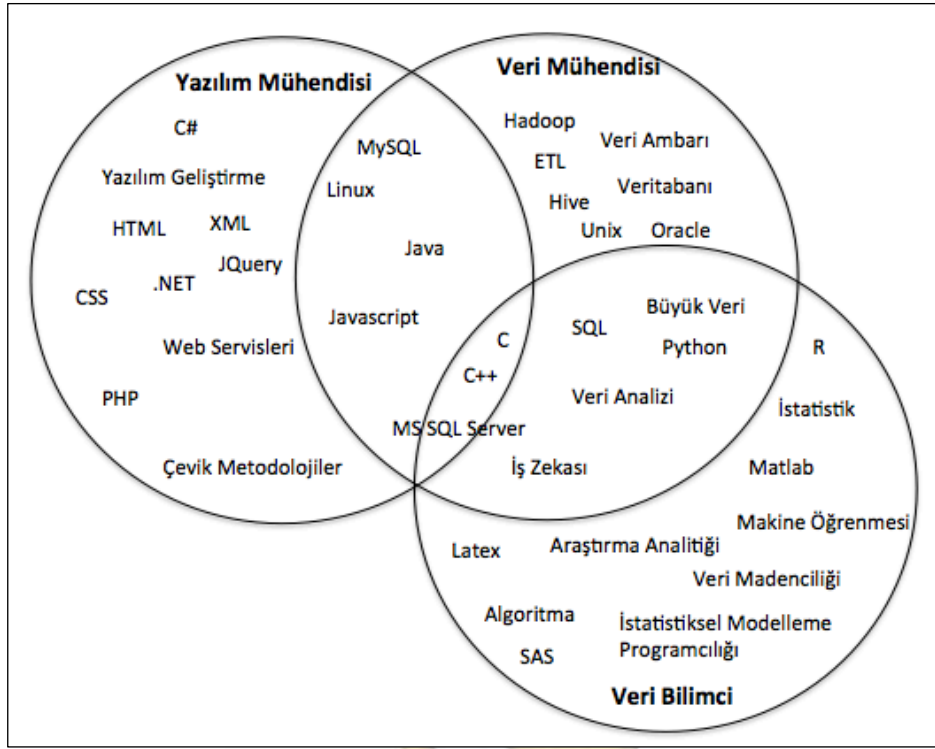 Yazılım Mühendisi
C#
Yazılım Geliştirme
HTML
XML
JQuery
.NET
CSS
Web Servisleri
PHP
Çevik Metodolojiler
MySQL
Linux
Java
Javascript
C
C++
MS SQL Server
Veri Mühendisi
Hadoop
Veri Ambarı
ETL
Veritabanı
Hive
Unix
Oracle
Büyük Veri
SQL
Python
Veri Analizi
İş Zekası
R
İstatistik
Matlab
Makine Öğrenmesi
Latex
Araştırma Analitiği
Veri Madenciliği
Algoritma
İstatistiksel Modelleme
Programcılığı
SAS
Veri Bilimci